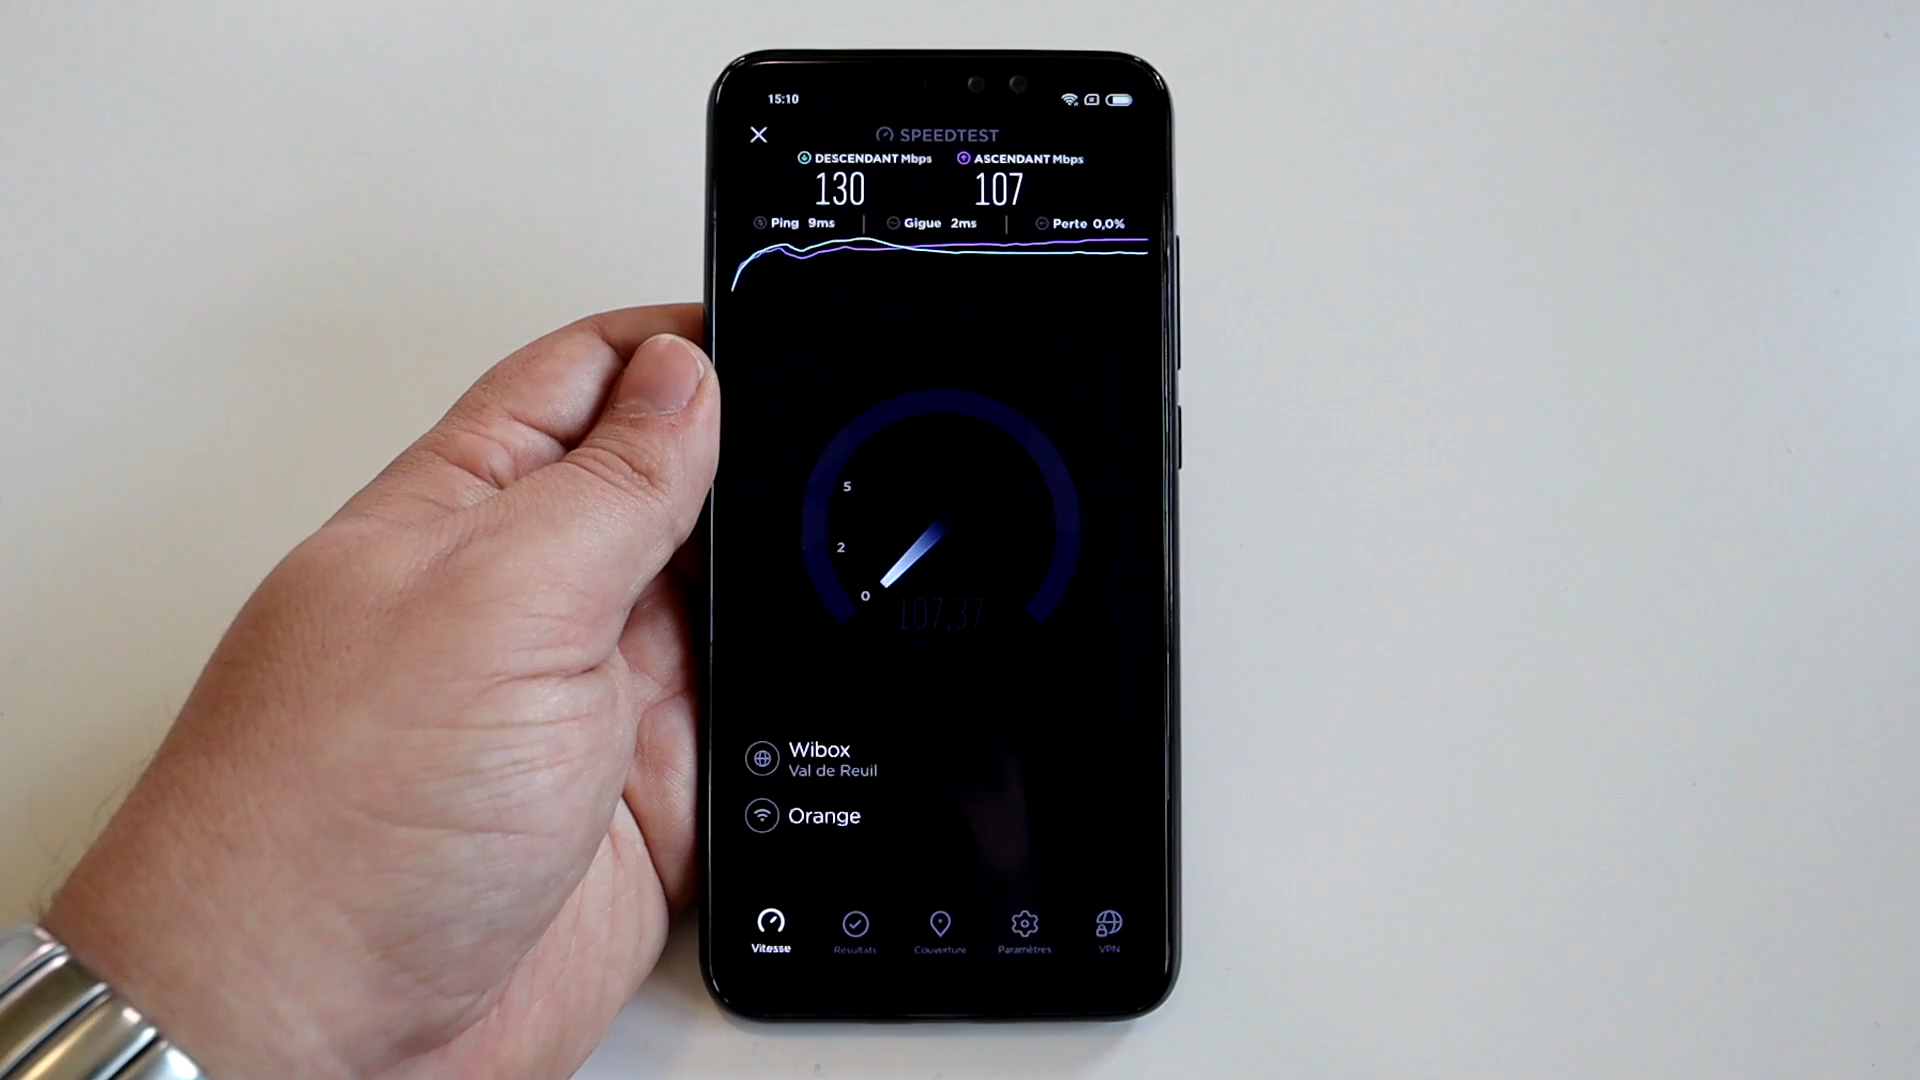 15:10
SPEEDTEST
DESCENDANT Mbps ASCENDANT Mbps
130 107
Ping 9ms Gigue 2ms Perte 0,0%
5
2
0
107,37
Wibox
Val de Reuil
Orange
Vitesse Résultats Couverture Paramètres VPN